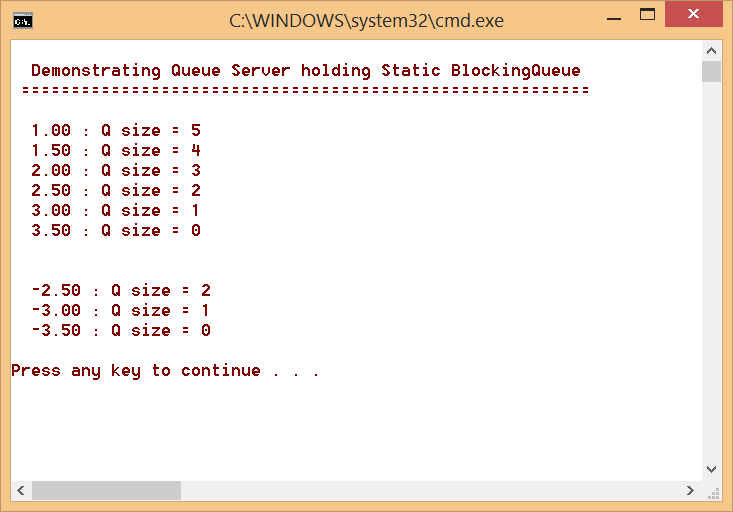 C:\WINDOWS\system32\cmd.exe
Demonstrating Queue Server holding Static BlockingQueue
=========================================================
1.00 : Q size = 5
1.50 : Q size = 4
2.00 : Q size = 3
2.50 : Q size = 2
3.00 : Q size = 1
3.50 : Q size = 0
-2.50 : Q size = 2
-3.00 : Q size = 1
-3.50 : Q size = 0
Press any key to continue . . .